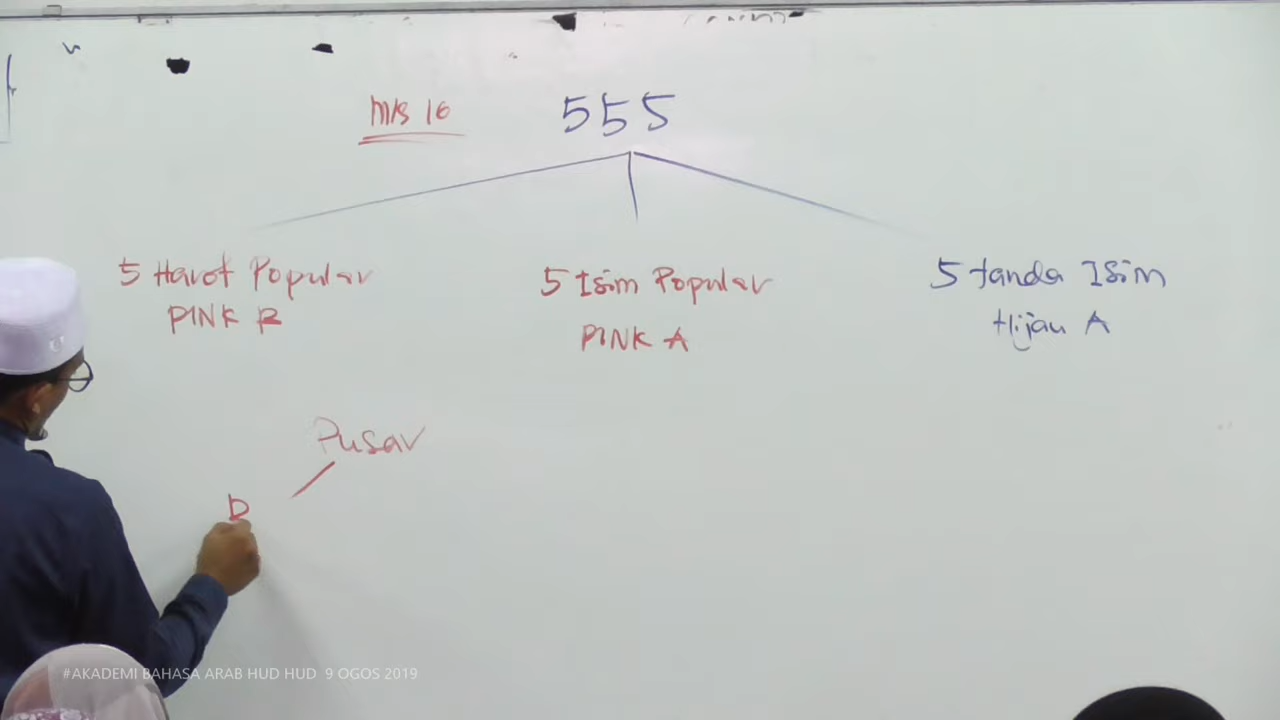 M/S 16
555
5 Harof Popular
PINK B
5 Isim Popular
PINK A
5 tanda Isim
Hijau A
Pusar
D
#AKADEMI BAHASA ARAB HUD HUD 9 OGOS 2019